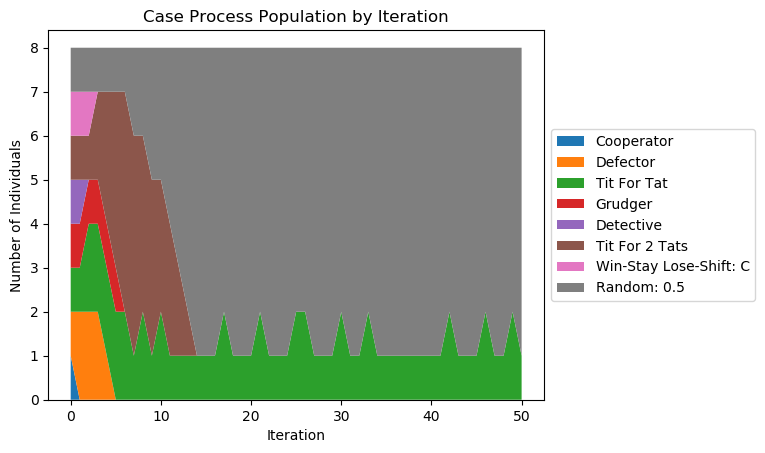 Case Process Population by Iteration
Number of Individuals
8
7
6
5
4
3
2
1
0
0 10 20 30 40 50
Iteration
Cooperator
Defector
Tit For Tat
Grudger
Detective
Tit For 2 Tats
Win-Stay Lose-Shift: C
Random: 0.5